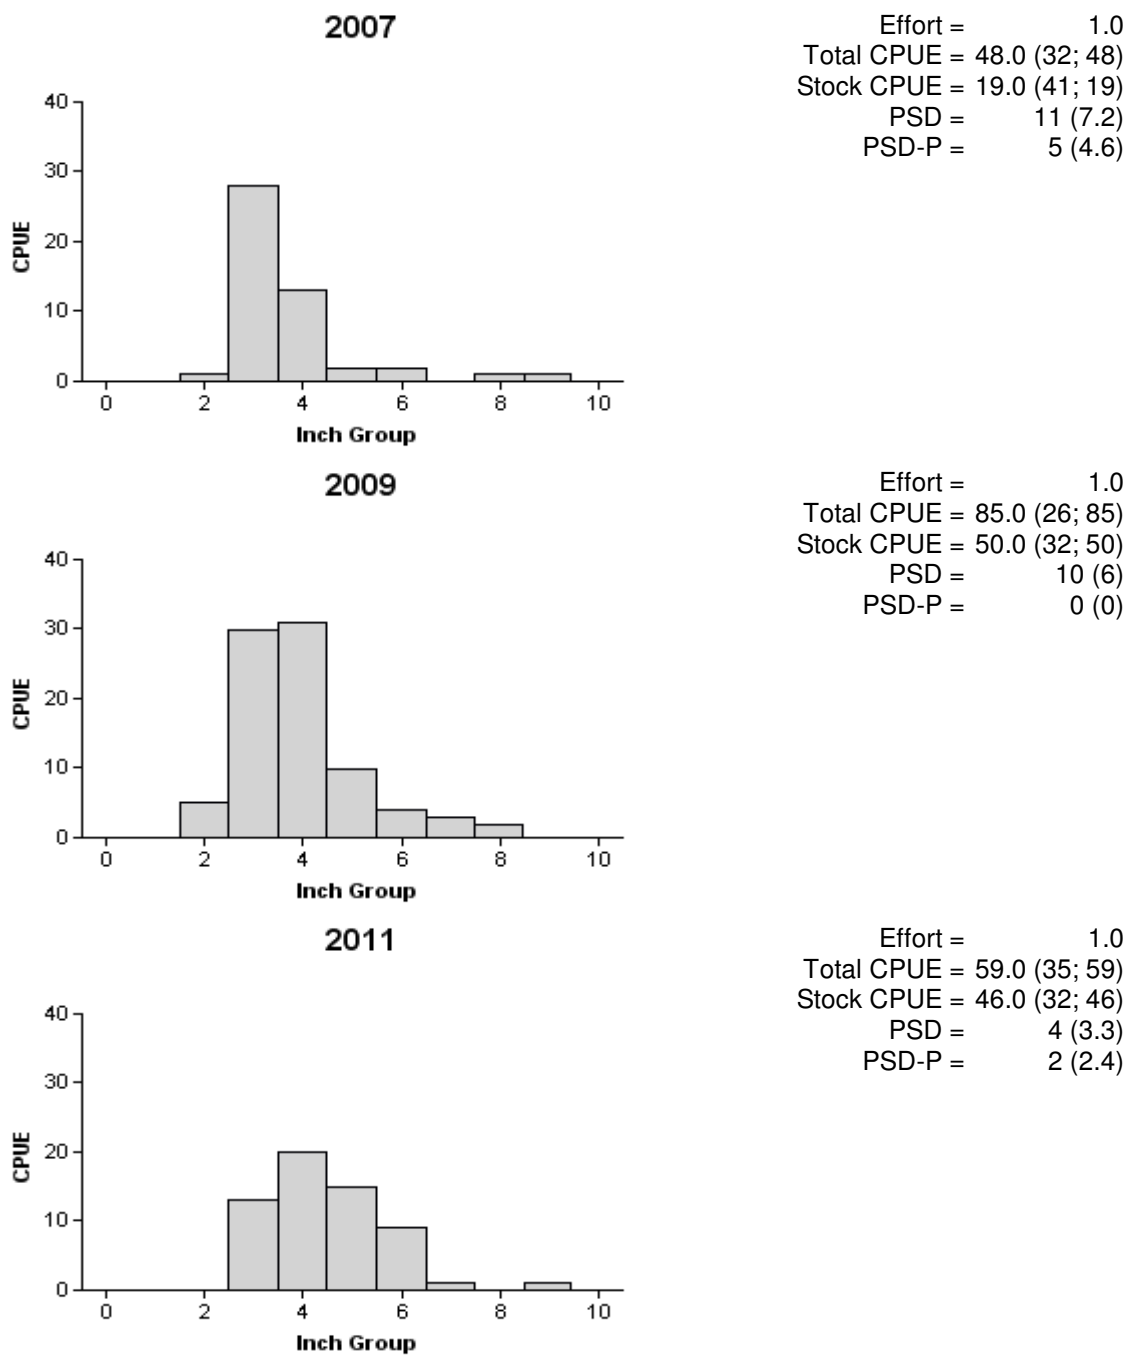 2007
Effort = 1.0
Total CPUE = 48.0 (32; 48)
Stock CPUE = 19.0 (41; 19)
PSD = 11 (7.2)
PSD-P = 5 (4.6)
40
30
20
10
0
CPUE
0 2 4 6 8 10
Inch Group
2009
Effort = 1.0
Total CPUE = 85.0 (26; 85)
Stock CPUE = 50.0 (32; 50)
PSD = 10 (6)
PSD-P = 0 (0)
40
30
20
10
0
CPUE
0 2 4 6 8 10
Inch Group
2011
Effort = 1.0
Total CPUE = 59.0 (35; 59)
Stock CPUE = 46.0 (32; 46)
PSD = 4 (3.3)
PSD-P = 2 (2.4)
40
30
20
10
0
CPUE
0 2 4 6 8 10
Inch Group